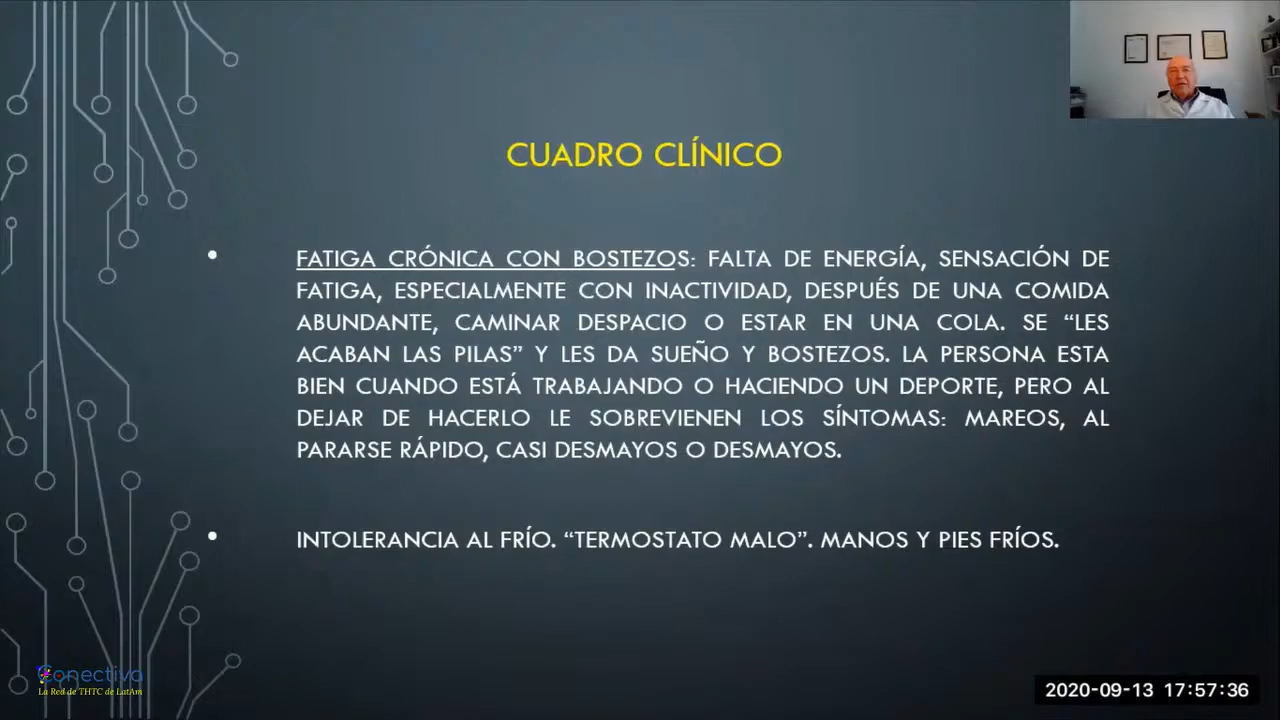 CUADRO CLÍNICO
• FATIGA CRÓNICA CON BOSTEZOS: FALTA DE ENERGÍA, SENSACIÓN DE
FATIGA, ESPECIALMENTE CON INACTIVIDAD, DESPUÉS DE UNA COMIDA
ABUNDANTE, CAMINAR DESPACIO O ESTAR EN UNA COLA. SE “LES
ACABAN LAS PILAS” Y LES DA SUEÑO Y BOSTEZOS. LA PERSONA ESTA
BIEN CUANDO ESTÁ TRABAJANDO O HACIENDO UN DEPORTE, PERO AL
DEJAR DE HACERLO LE SOBREVIENEN LOS SÍNTOMAS: MAREOS, AL
PARARSE RÁPIDO, CASI DESMAYOS O DESMAYOS.
• INTOLERANCIA AL FRÍO. “TERMOSTATO MALO”. MANOS Y PIES FRÍOS.
Conectiva
La Red de THTC de LatAm
2020-09-13 17:57:36